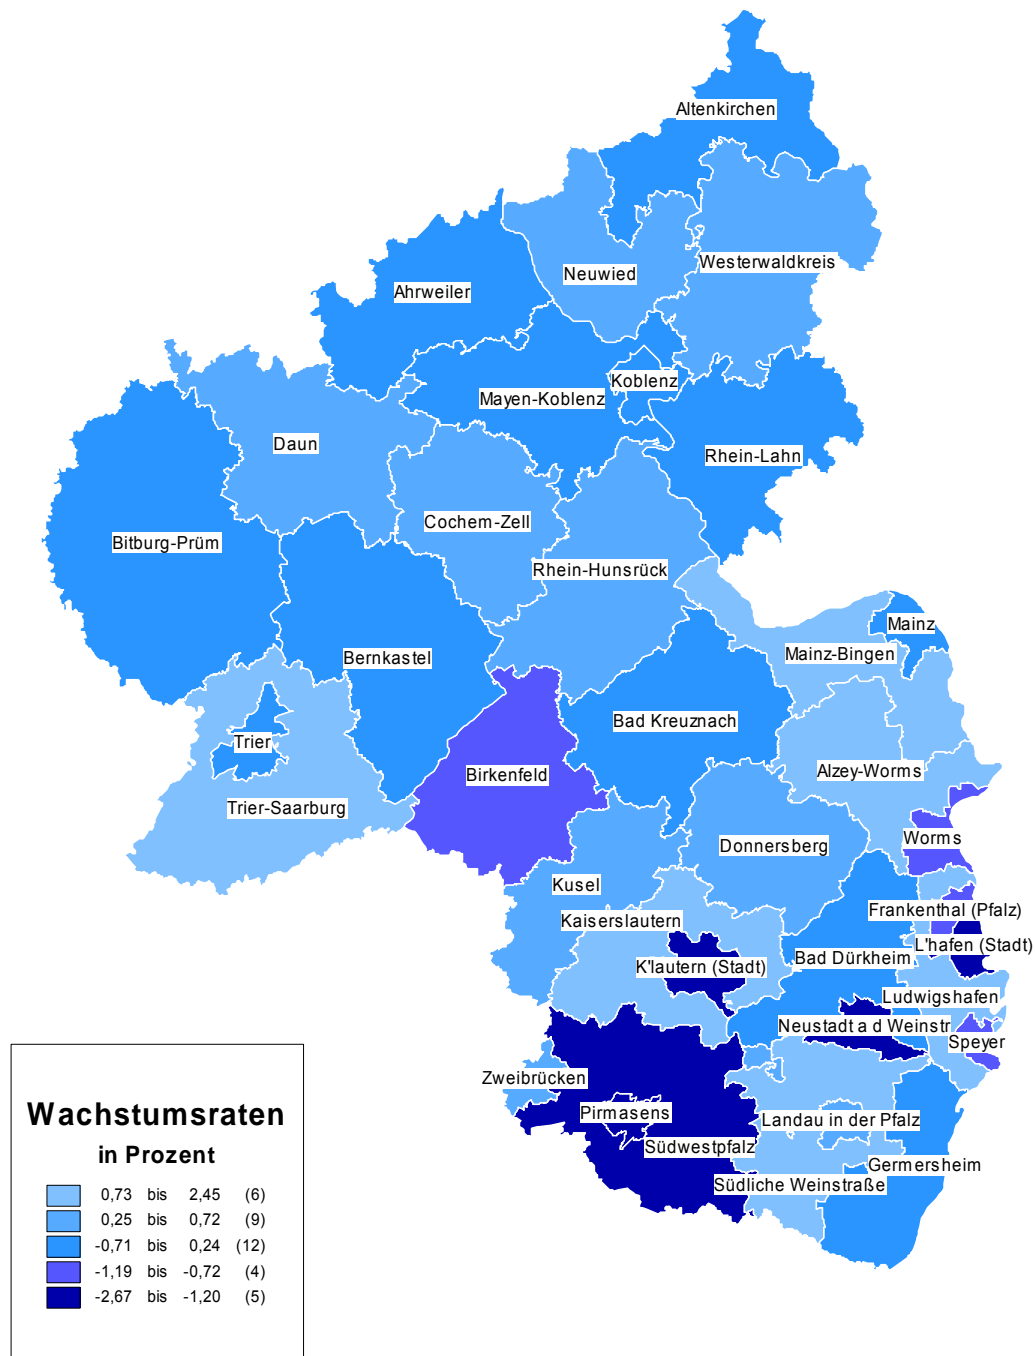 Altenkirchen
Westerwaldkreis
Neuwied
Ahrweiler
Koblenz
Mayen-Koblenz
Daun
Rhein-Lahn
Cochem-Zell
Bitburg-Prüm
Rhein-Hunsrück
Mainz
Bernkastel
Mainz-Bingen
Bad Kreuznach
Trier
Birkenfeld
Alzey-Worms
Trier-Saarburg
Worms
Donnersberg
Kusel
Frankenthal (Pfalz)
Kaiserslautern
L'hafen (Stadt)
Bad Dürkheim
K'lautern (Stadt)
Ludwigshafen
Neustadt a d Weinstr
Speyer
Zweibrücken
Pirmasens
Landau in der Pfalz
Südwestpfalz
Germersheim
Südliche Weinstraße
Wachstumsraten
in Prozent
0,73 bis 2,45 (6)
0,25 bis 0,72 (9)
-0,71 bis 0,24 (12)
-1,19 bis -0,72 (4)
-2,67 bis -1,20 (5)